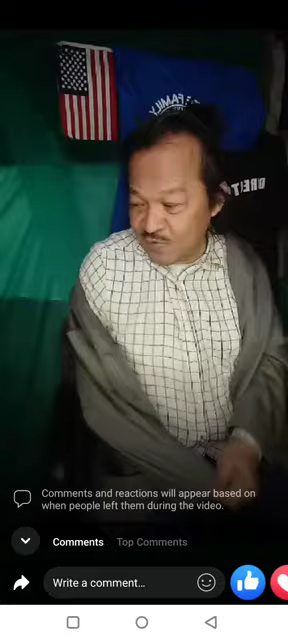 FAMILY
Comments and reactions will appear based on
when people left them during the video.
Comments
Top Comments
Write a comment...